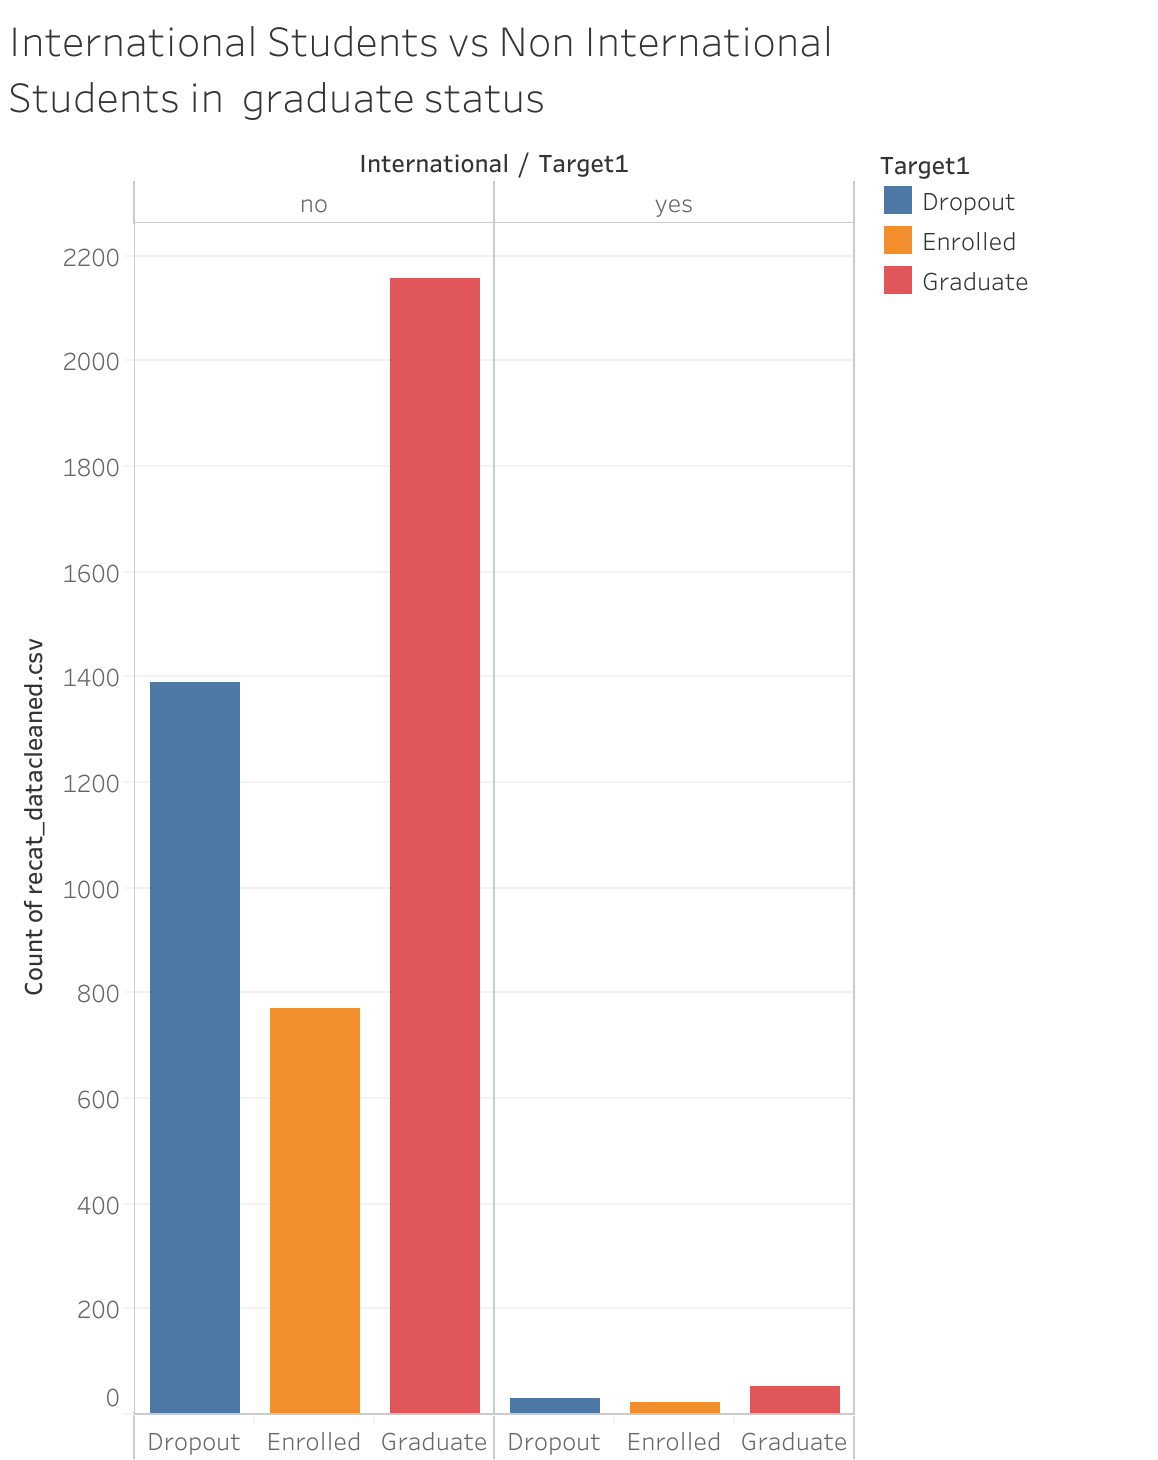 International Students vs Non International
Students in  graduate status
International / Target1
no
yes
2200
2000
1800
1600
1400
1200
1000
800
600
400
200
0
Count of recat_datacleaned.csv
Dropout
Enrolled
Graduate
Dropout
Enrolled
Graduate
Target1
Dropout
Enrolled
Graduate